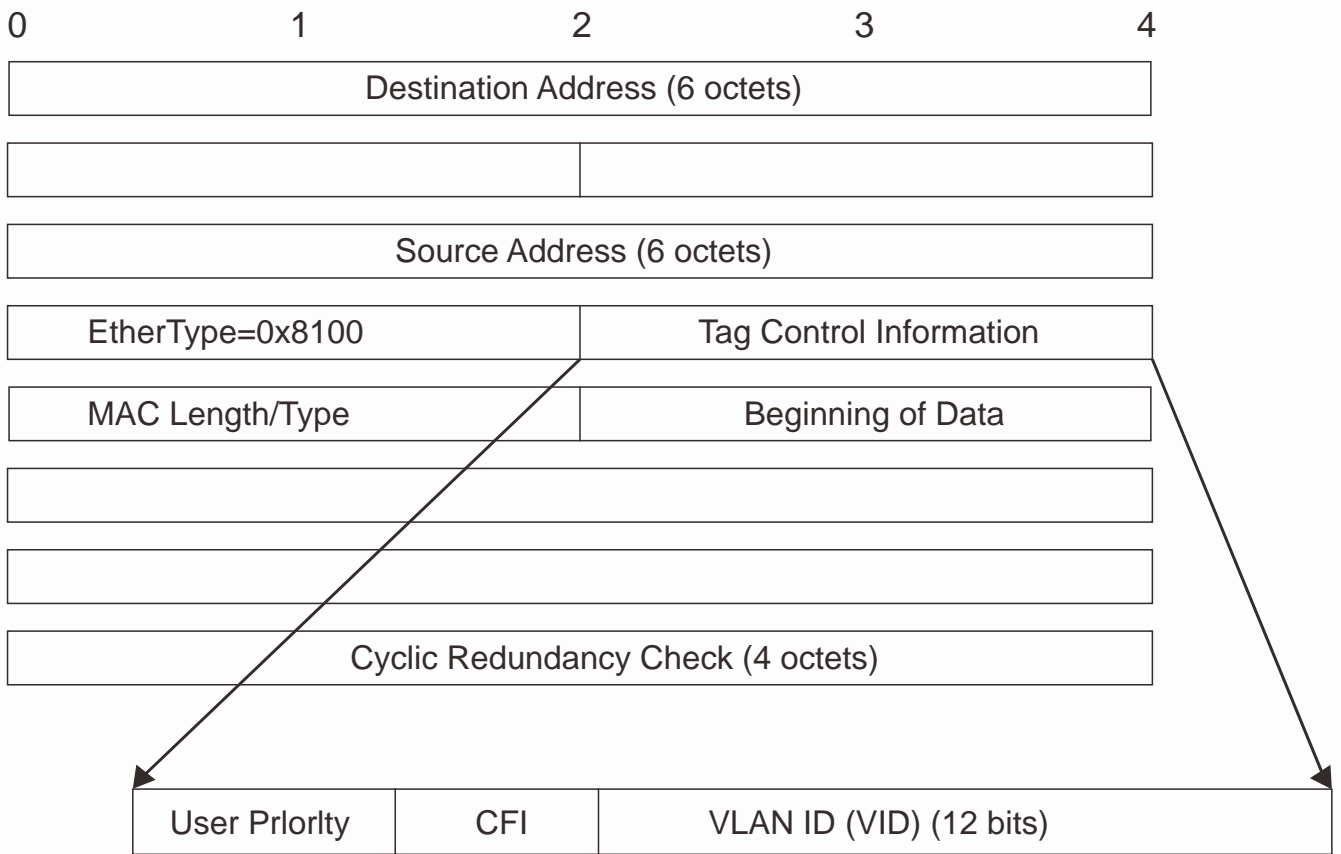 0 1 2 3 4
Destination Address (6 octets)
Source Address (6 octets)
EtherType=0x8100 Tag Control Information
MAC Length/Type Beginning of Data
Cyclic Redundancy Check (4 octets)
User PrIorIty CFI VLAN ID (VID) (12 bits)